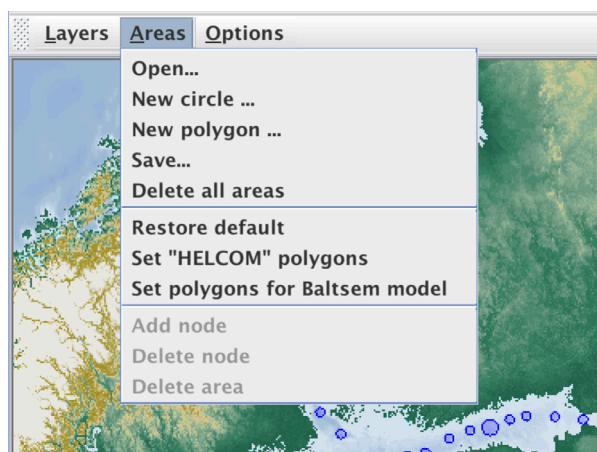 Layers Areas Options
Open...
New circle ...
New polygon ...
Save...
Delete all areas
Restore default
Set "HELCOM" polygons
Set polygons for Baltsem model
Add node
Delete node
Delete area